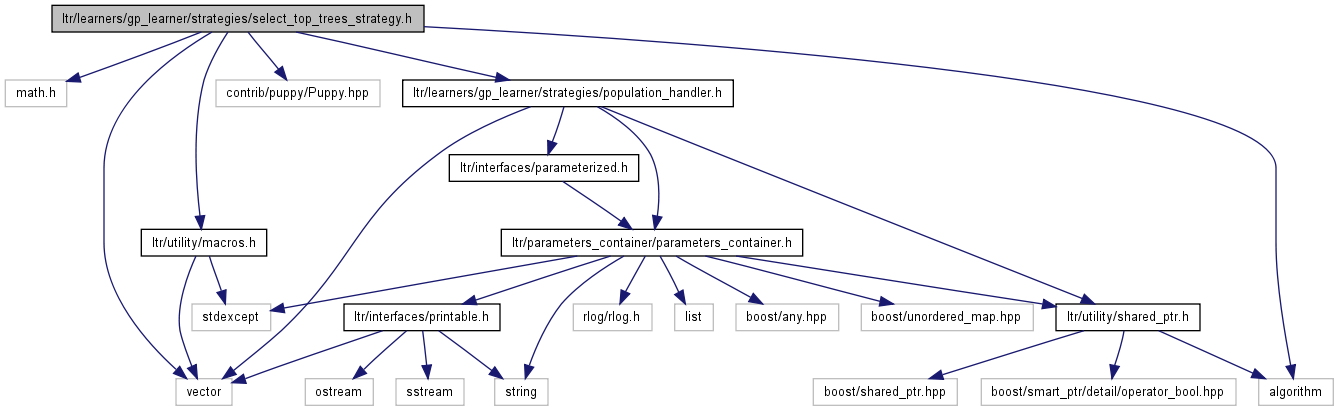 ltr/learners/gp_learner/strategies/select_top_trees_strategy.h
math.h
contrib/puppy/Puppy.hpp
ltr/learners/gp_learner/strategies/population_handler.h
ltr/interfaces/parameterized.h
ltr/utility/macros.h
ltr/parameters_container/parameters_container.h
stdexcept
ltr/interfaces/printable.h
rlog/rlog.h
list
boost/any.hpp
boost/unordered_map.hpp
ltr/utility/shared_ptr.h
vector
ostream
sstream
string
boost/shared_ptr.hpp
boost/smart_ptr/detail/operator_bool.hpp
algorithm